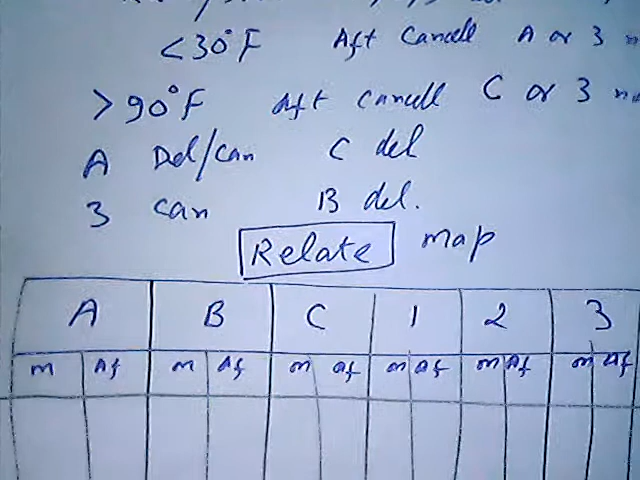 <30°F Aft Cancell A or 3
>90°F Aft Cancell C or 3
A Del/Can C del
3 can B del.
Relate map
A B C 1 2 3
m Af m Af m af m af m Af m af